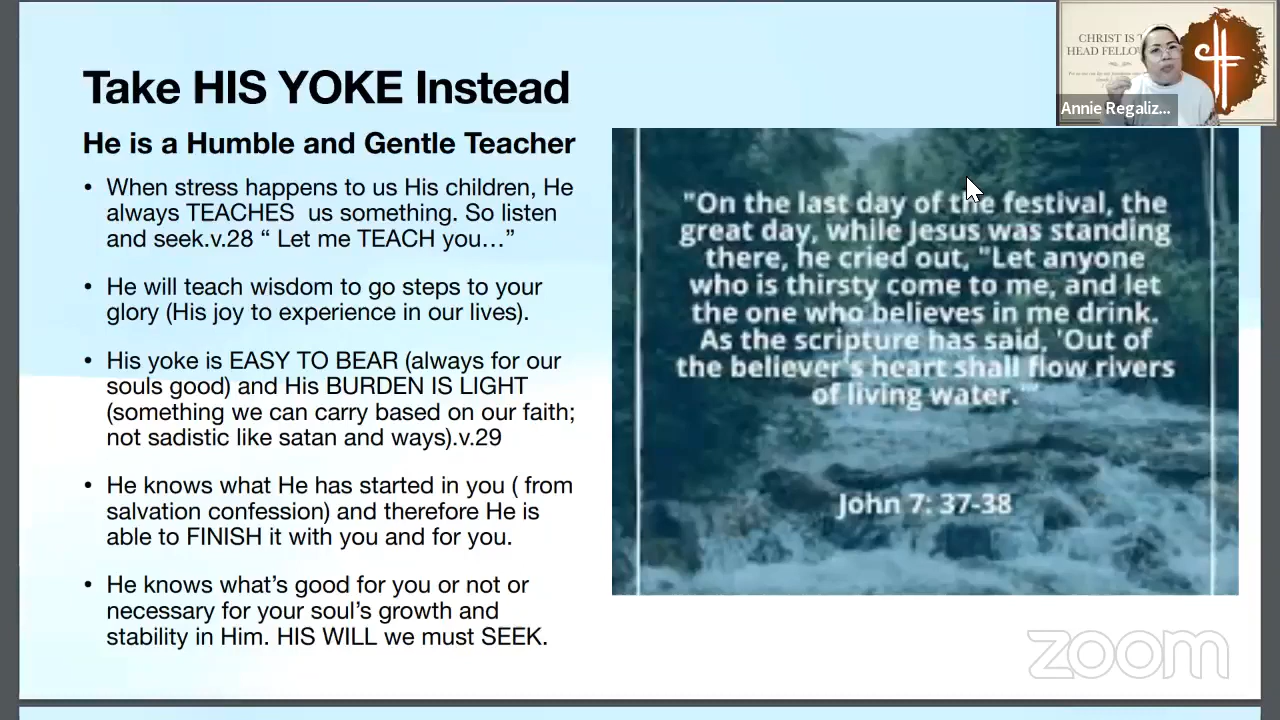 Take HIS YOKE Instead
He is a Humble and Gentle Teacher
• When stress happens to us His children, He
always TEACHES  us something. So listen
and seek.v.28 “ Let me TEACH you…”
• He will teach wisdom to go steps to your
glory (His joy to experience in our lives).
• His yoke is EASY TO BEAR (always for our
souls good) and His BURDEN IS LIGHT
(something we can carry based on our faith;
not sadistic like satan and ways).v.29
• He knows what He has started in you ( from
salvation confession) and therefore He is
able to FINISH it with you and for you.
• He knows what’s good for you or not or
necessary for your soul’s growth and
stability in Him. HIS WILL we must SEEK.
"On the last day of the festival, the
great day, while Jesus was standing
there, he cried out, "Let anyone
who is thirsty come to me, and let
the one who believes in me drink.
As the scripture has said, 'Out of
the believer's heart shall flow rivers
of living water.'"
John 7: 37-38
CHRIST IS
HEAD
Annie Regaliz...
zoom